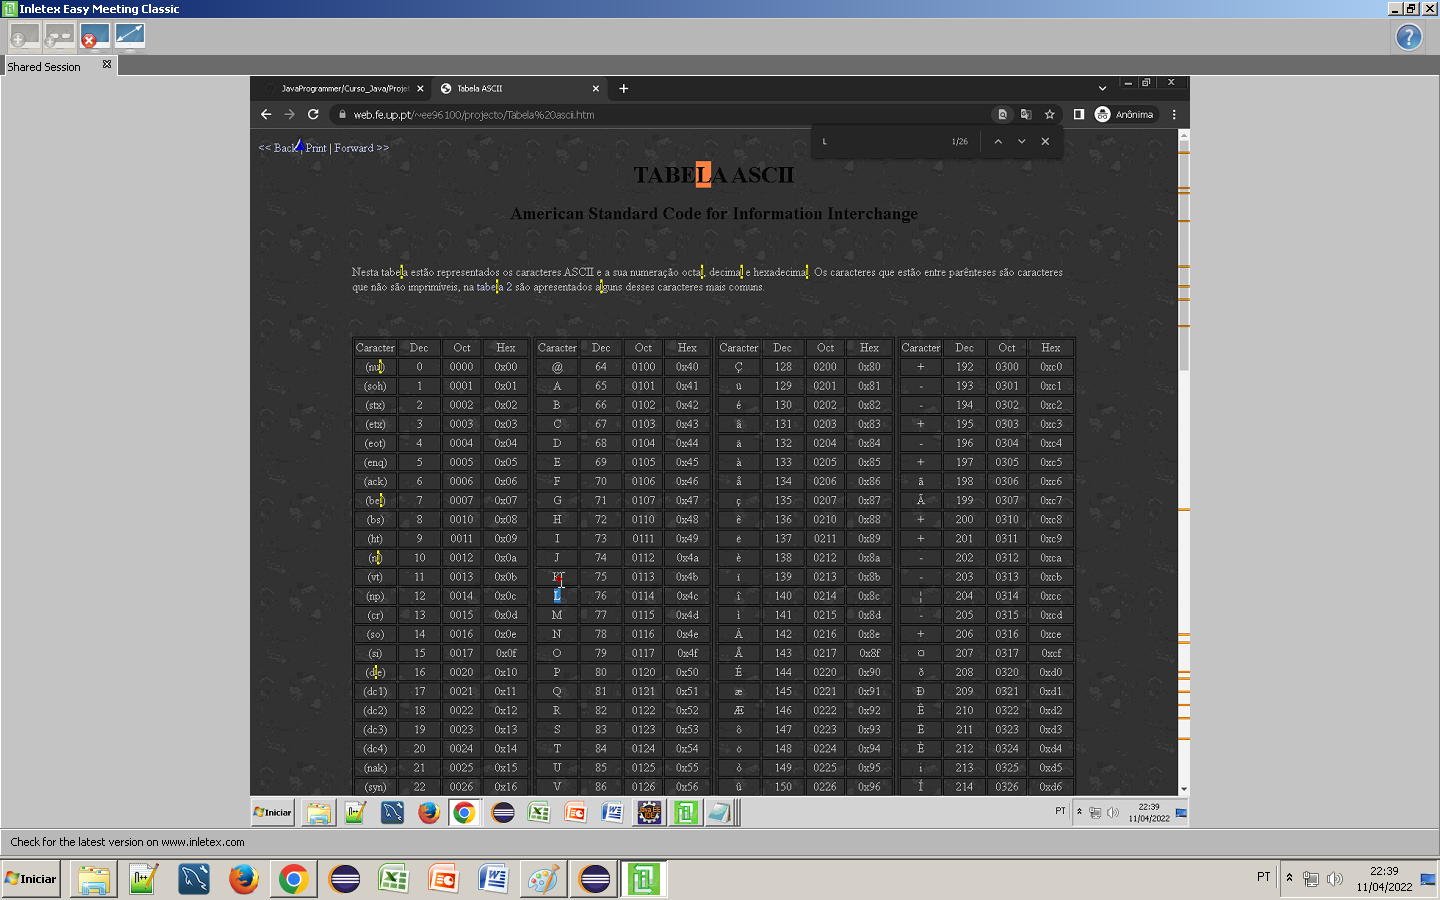 Inletex Easy Meeting Classic
Shared Session
JavaProgrammer/Curso_Java/Proje
Tabela ASCII
web.fe.up.pt/~ee96100/projecto/Tabela%20ascii.htm
Anônima
L 1/26
<< Back | Print | Forward >>
TABELA ASCII
American Standard Code for Information Interchange
Nesta tabela estão representados os caracteres ASCII e a sua numeração octal, decimal e hexadecimal. Os caracteres que estão entre parênteses são caracteres
que não são imprimíveis, na tabela 2 são apresentados alguns desses caracteres mais comuns.
Caracter Dec Oct Hex Caracter Dec Oct Hex Caracter Dec Oct Hex Caracter Dec Oct Hex
(nul) 0 0000 0x00 @ 64 0100 0x40 Ç 128 0200 0x80 + 192 0300 0xc0
(soh) 1 0001 0x01 A 65 0101 0x41 ü 129 0201 0x81 - 193 0301 0xc1
(stx) 2 0002 0x02 B 66 0102 0x42 é 130 0202 0x82 - 194 0302 0xc2
(etx) 3 0003 0x03 C 67 0103 0x43 â 131 0203 0x83 + 195 0303 0xc3
(eot) 4 0004 0x04 D 68 0104 0x44 ä 132 0204 0x84 - 196 0304 0xc4
(enq) 5 0005 0x05 E 69 0105 0x45 à 133 0205 0x85 + 197 0305 0xc5
(ack) 6 0006 0x06 F 70 0106 0x46 å 134 0206 0x86 ã 198 0306 0xc6
(bel) 7 0007 0x07 G 71 0107 0x47 ç 135 0207 0x87 Ã 199 0307 0xc7
(bs) 8 0010 0x08 H 72 0110 0x48 ê 136 0210 0x88 + 200 0310 0xc8
(ht) 9 0011 0x09 I 73 0111 0x49 ë 137 0211 0x89 + 201 0311 0xc9
(nl) 10 0012 0x0a J 74 0112 0x4a è 138 0212 0x8a - 202 0312 0xca
(vt) 11 0013 0x0b K 75 0113 0x4b ï 139 0213 0x8b - 203 0313 0xcb
(np) 12 0014 0x0c L 76 0114 0x4c î 140 0214 0x8c ¦ 204 0314 0xcc
(cr) 13 0015 0x0d M 77 0115 0x4d ì 141 0215 0x8d - 205 0315 0xcd
(so) 14 0016 0x0e N 78 0116 0x4e Ä 142 0216 0x8e + 206 0316 0xce
(si) 15 0017 0x0f O 79 0117 0x4f Å 143 0217 0x8f ¤ 207 0317 0xcf
(dle) 16 0020 0x10 P 80 0120 0x50 É 144 0220 0x90 ð 208 0320 0xd0
(dc1) 17 0021 0x11 Q 81 0121 0x51 æ 145 0221 0x91 Ð 209 0321 0xd1
(dc2) 18 0022 0x12 R 82 0122 0x52 Æ 146 0222 0x92 Ê 210 0322 0xd2
(dc3) 19 0023 0x13 S 83 0123 0x53 ô 147 0223 0x93 Ë 211 0323 0xd3
(dc4) 20 0024 0x14 T 84 0124 0x54 ö 148 0224 0x94 È 212 0324 0xd4
(nak) 21 0025 0x15 U 85 0125 0x55 ò 149 0225 0x95 i 213 0325 0xd5
(syn) 22 0026 0x16 V 86 0126 0x56 û 150 0226 0x96 Í 214 0326 0xd6
Iniciar
PT
22:39
11/04/2022
Check for the latest version on www.inletex.com
Iniciar
PT
22:39
11/04/2022